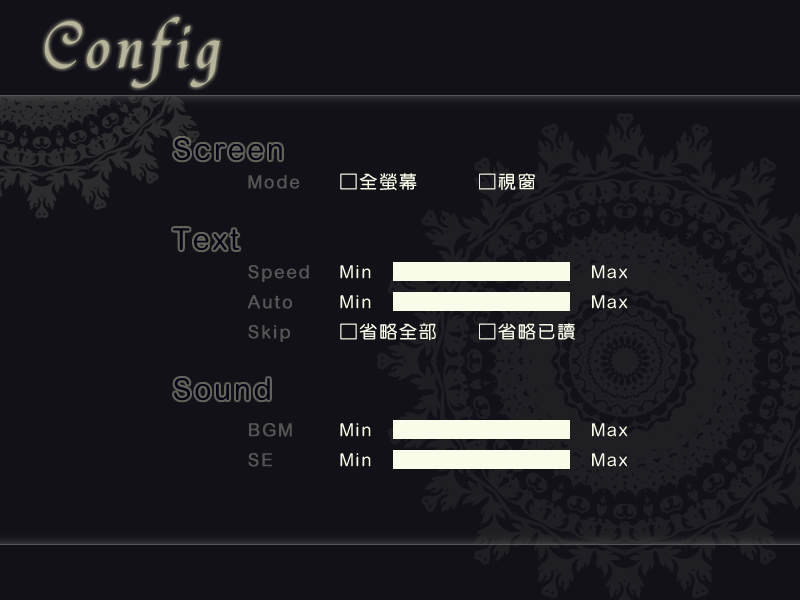 Config
Screen
Mode □全螢幕 □視窗
Text
Speed Min Max
Auto Min Max
Skip □省略全部 □省略已讀
Sound
BGM Min Max
SE Min Max